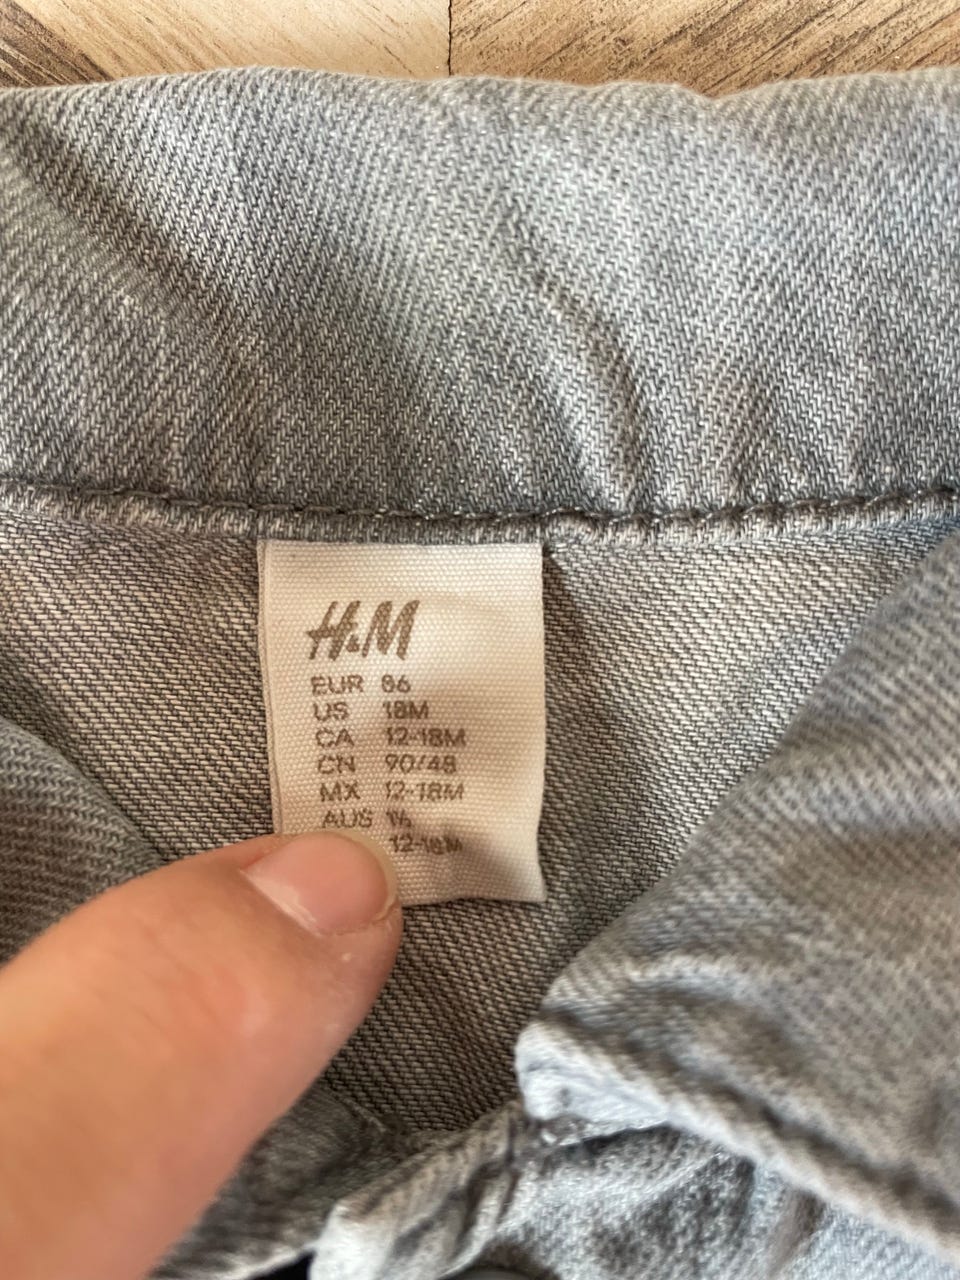 H&M
EUR 86
US 18M
CA 12-18M
CN 90/48
MX 12-18M
AUS 1½
12-18M